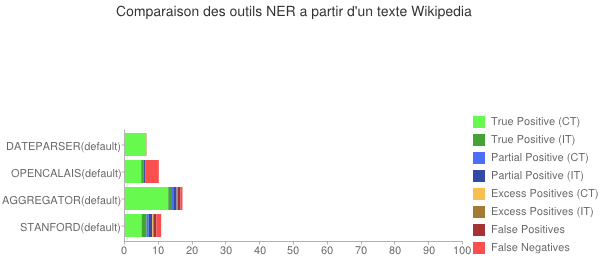 Comparaison des outils NER a partir d'un texte Wikipedia
DATEPARSER(default)
OPENCALAIS(default)
AGGREGATOR(default)
STANFORD(default)
0 10 20 30 40 50 60 70 80 90 100
True Positive (CT)
True Positive (IT)
Partial Positive (CT)
Partial Positive (IT)
Excess Positives (CT)
Excess Positives (IT)
False Positives
False Negatives